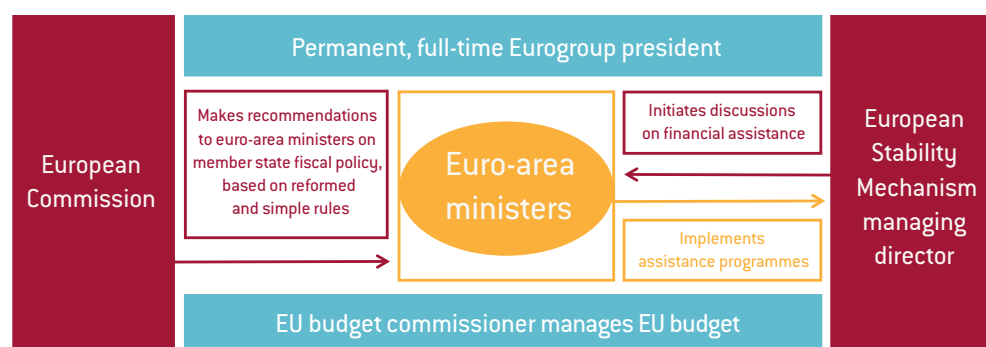 Permanent, full-time Eurogroup president
European
Commission
Makes recommendations
to euro-area ministers on
member state fiscal policy,
based on reformed
and simple rules
Euro-area
ministers
Initiates discussions
on financial assistance
Implements
assistance programmes
European
Stability
Mechanism
managing
director
EU budget commissioner manages EU budget